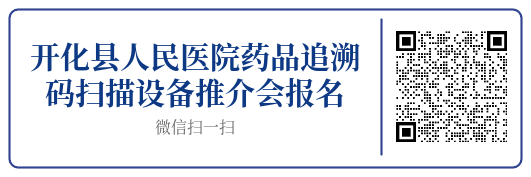 开化县人民医院药品追溯
码扫描设备推介会报名
微信扫一扫